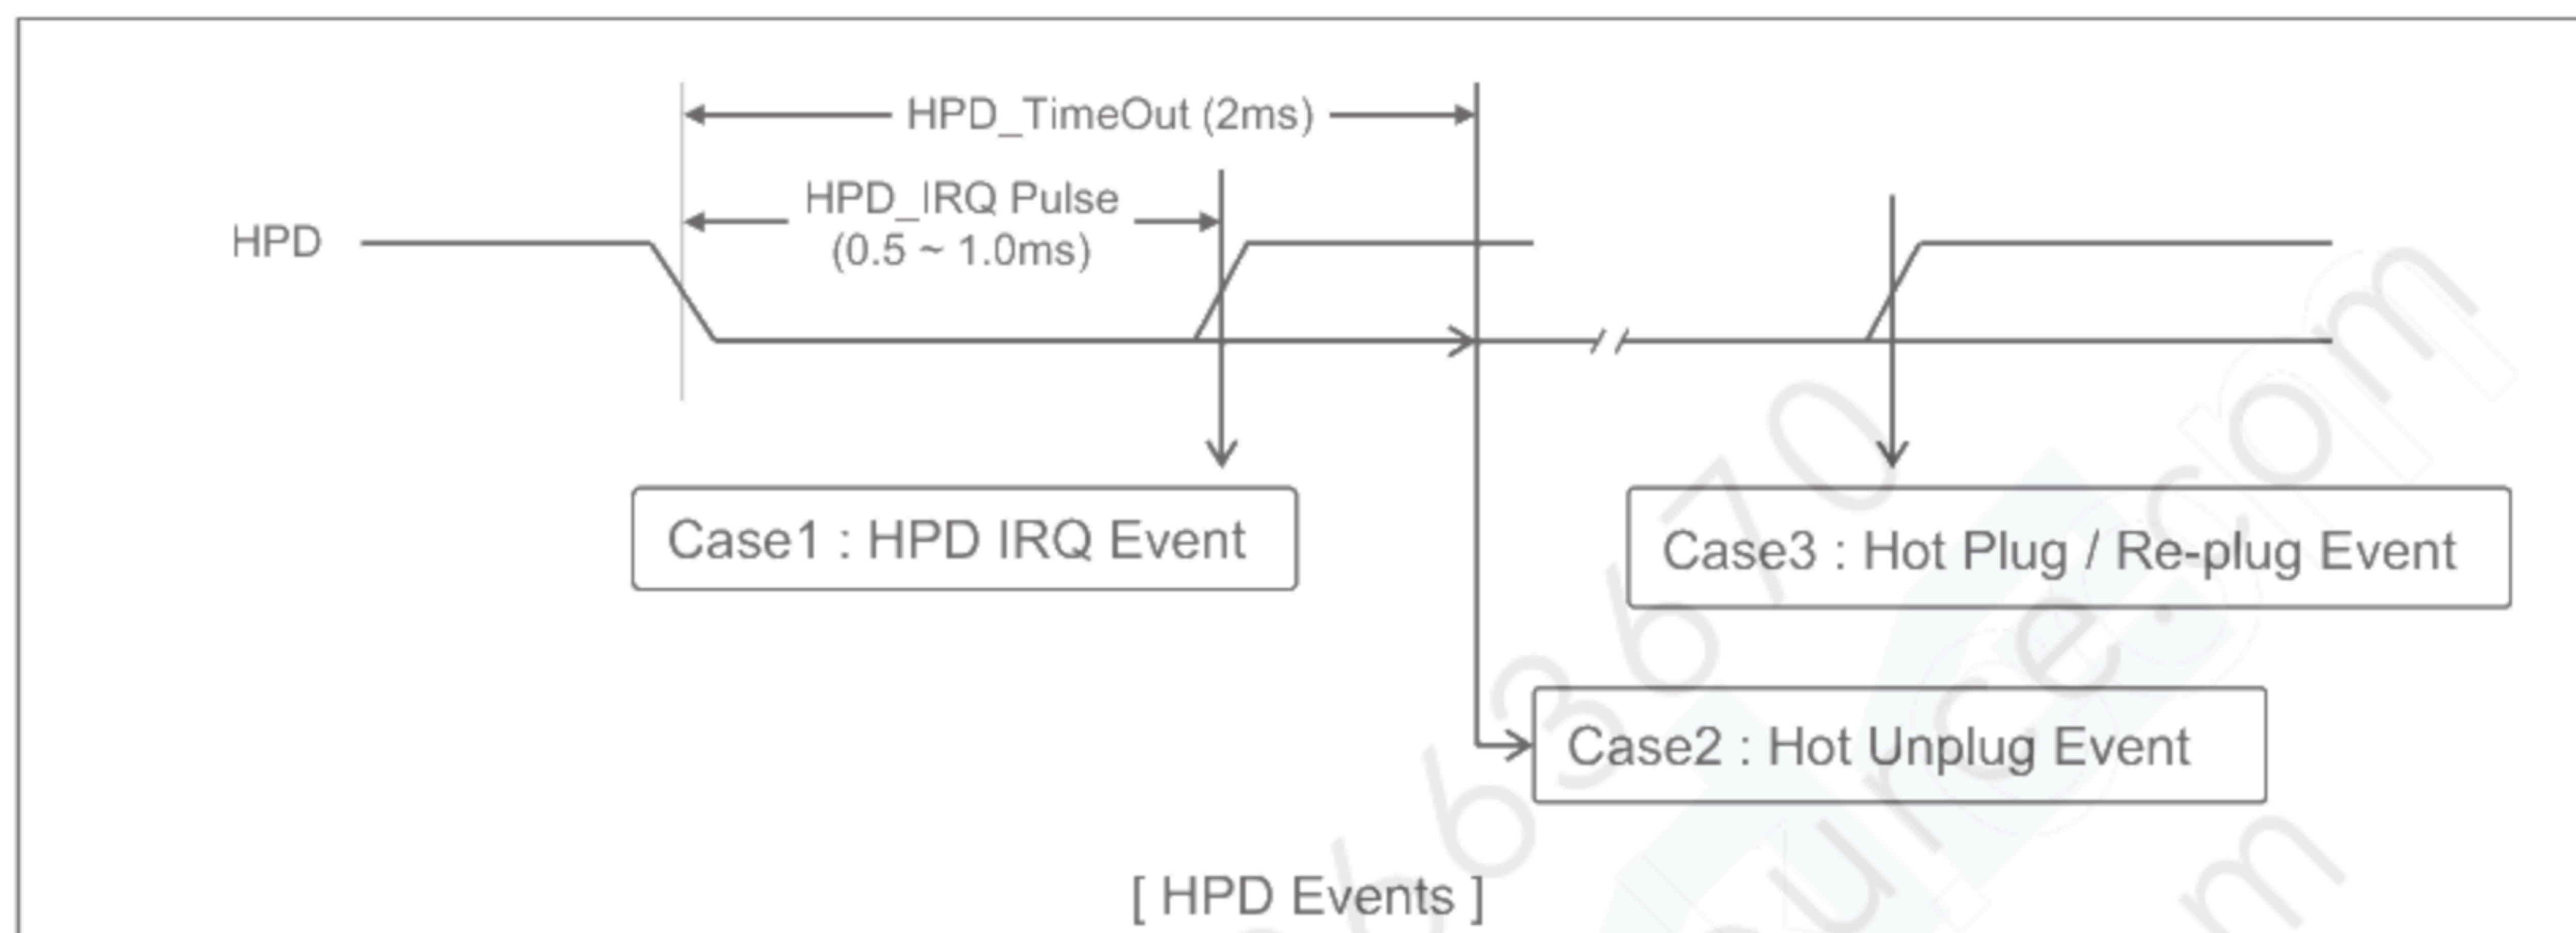 HPD_TimeOut (2ms)
HPD_IRQ Pulse
(0.5 ~ 1.0ms)
HPD
Case1 : HPD IRQ Event
Case3 : Hot Plug / Re-plug Event
Case2 : Hot Unplug Event
[ HPD Events ]